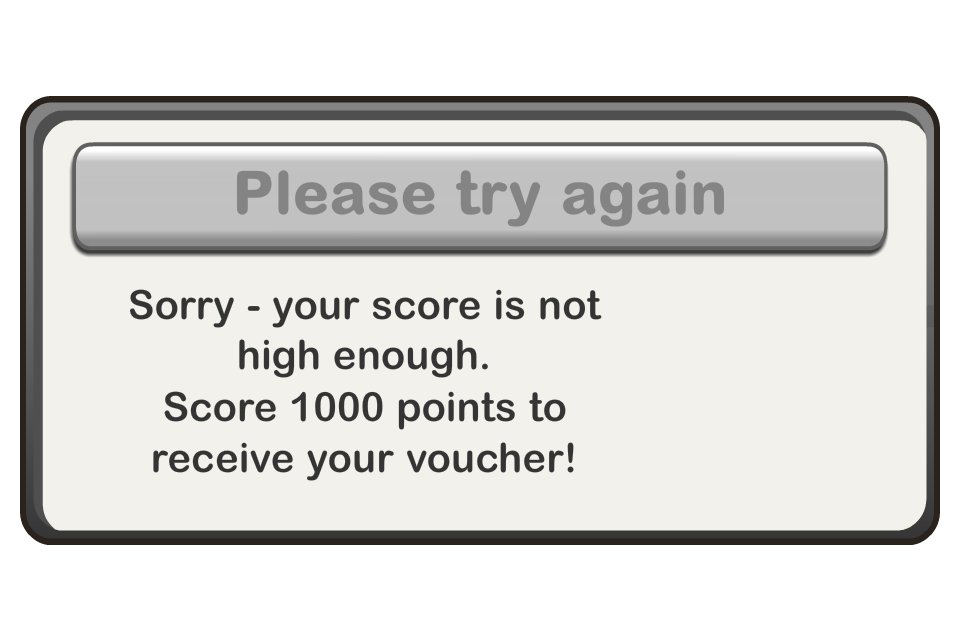 Please try again
Sorry - your score is not
high enough.
Score 1000 points to
receive your voucher!